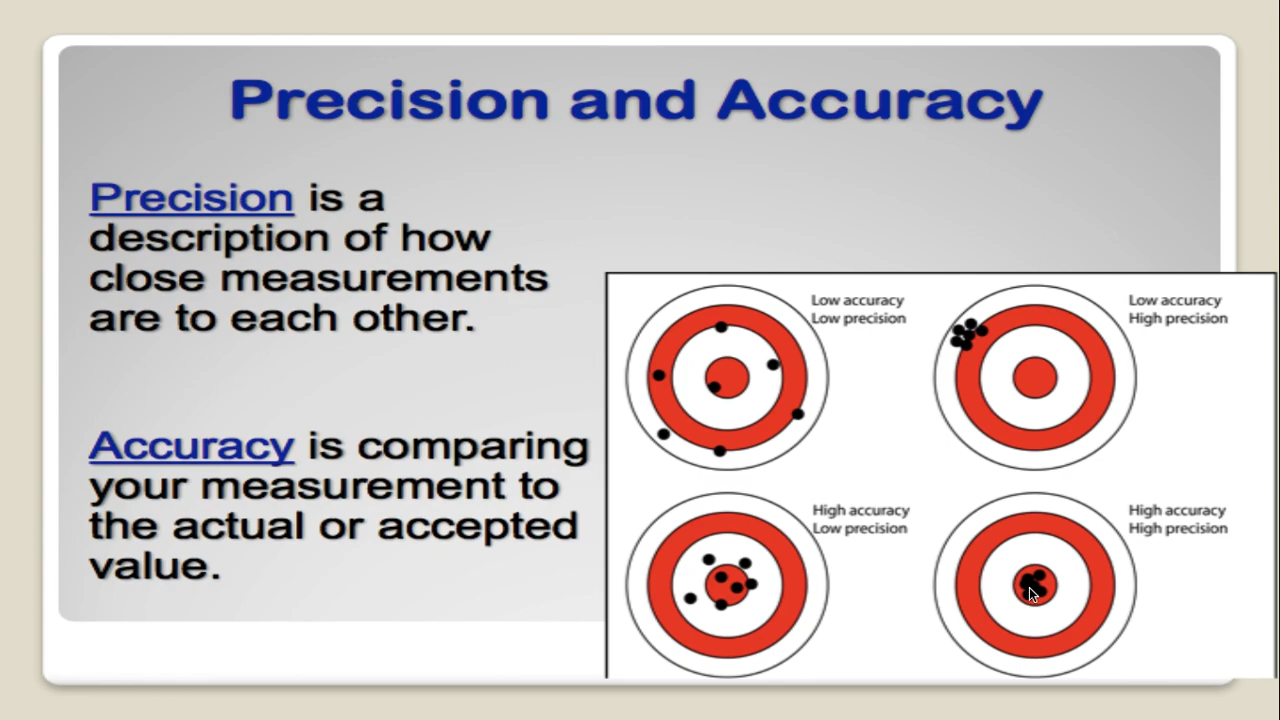 Precision and Accuracy
Precision is a
description of how
close measurements
are to each other.
Accuracy is comparing
your measurement to
the actual or accepted
value.
Low accuracy
Low precision
Low accuracy
High precision
High accuracy
Low precision
High accuracy
High precision